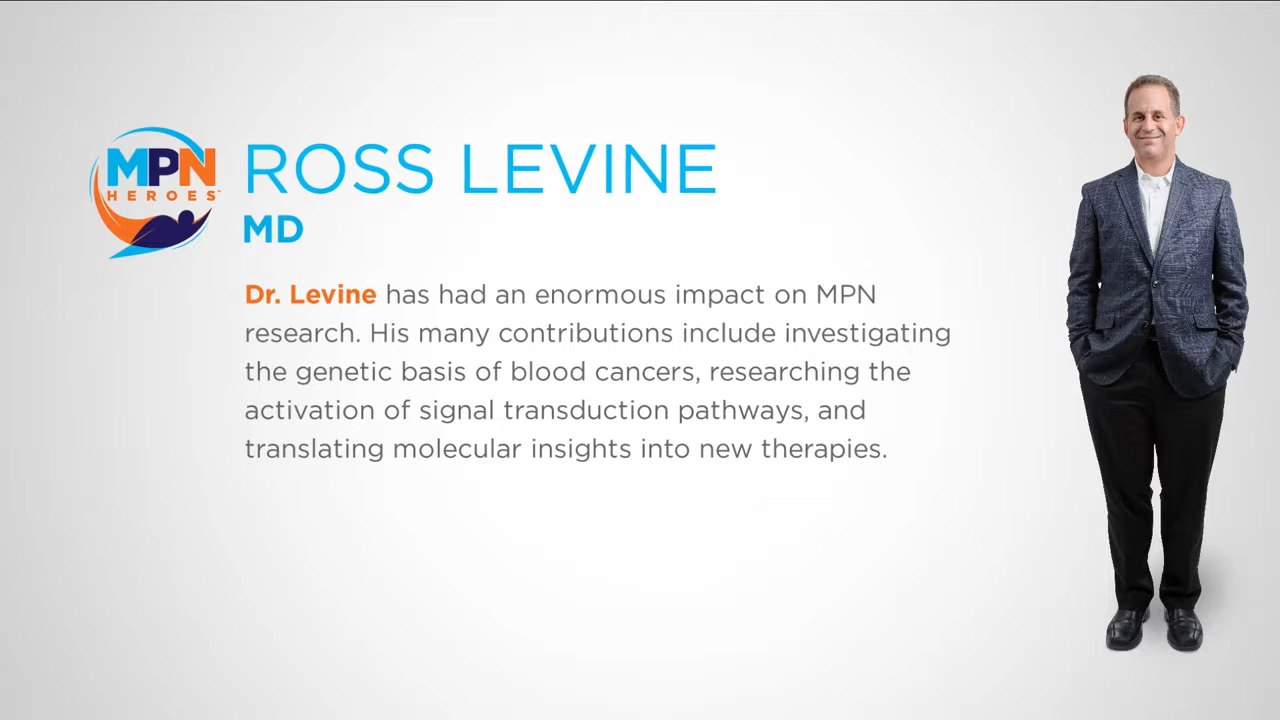 MPN
HEROES™
ROSS LEVINE
MD
Dr. Levine has had an enormous impact on MPN
research. His many contributions include investigating
the genetic basis of blood cancers, researching the
activation of signal transduction pathways, and
translating molecular insights into new therapies.